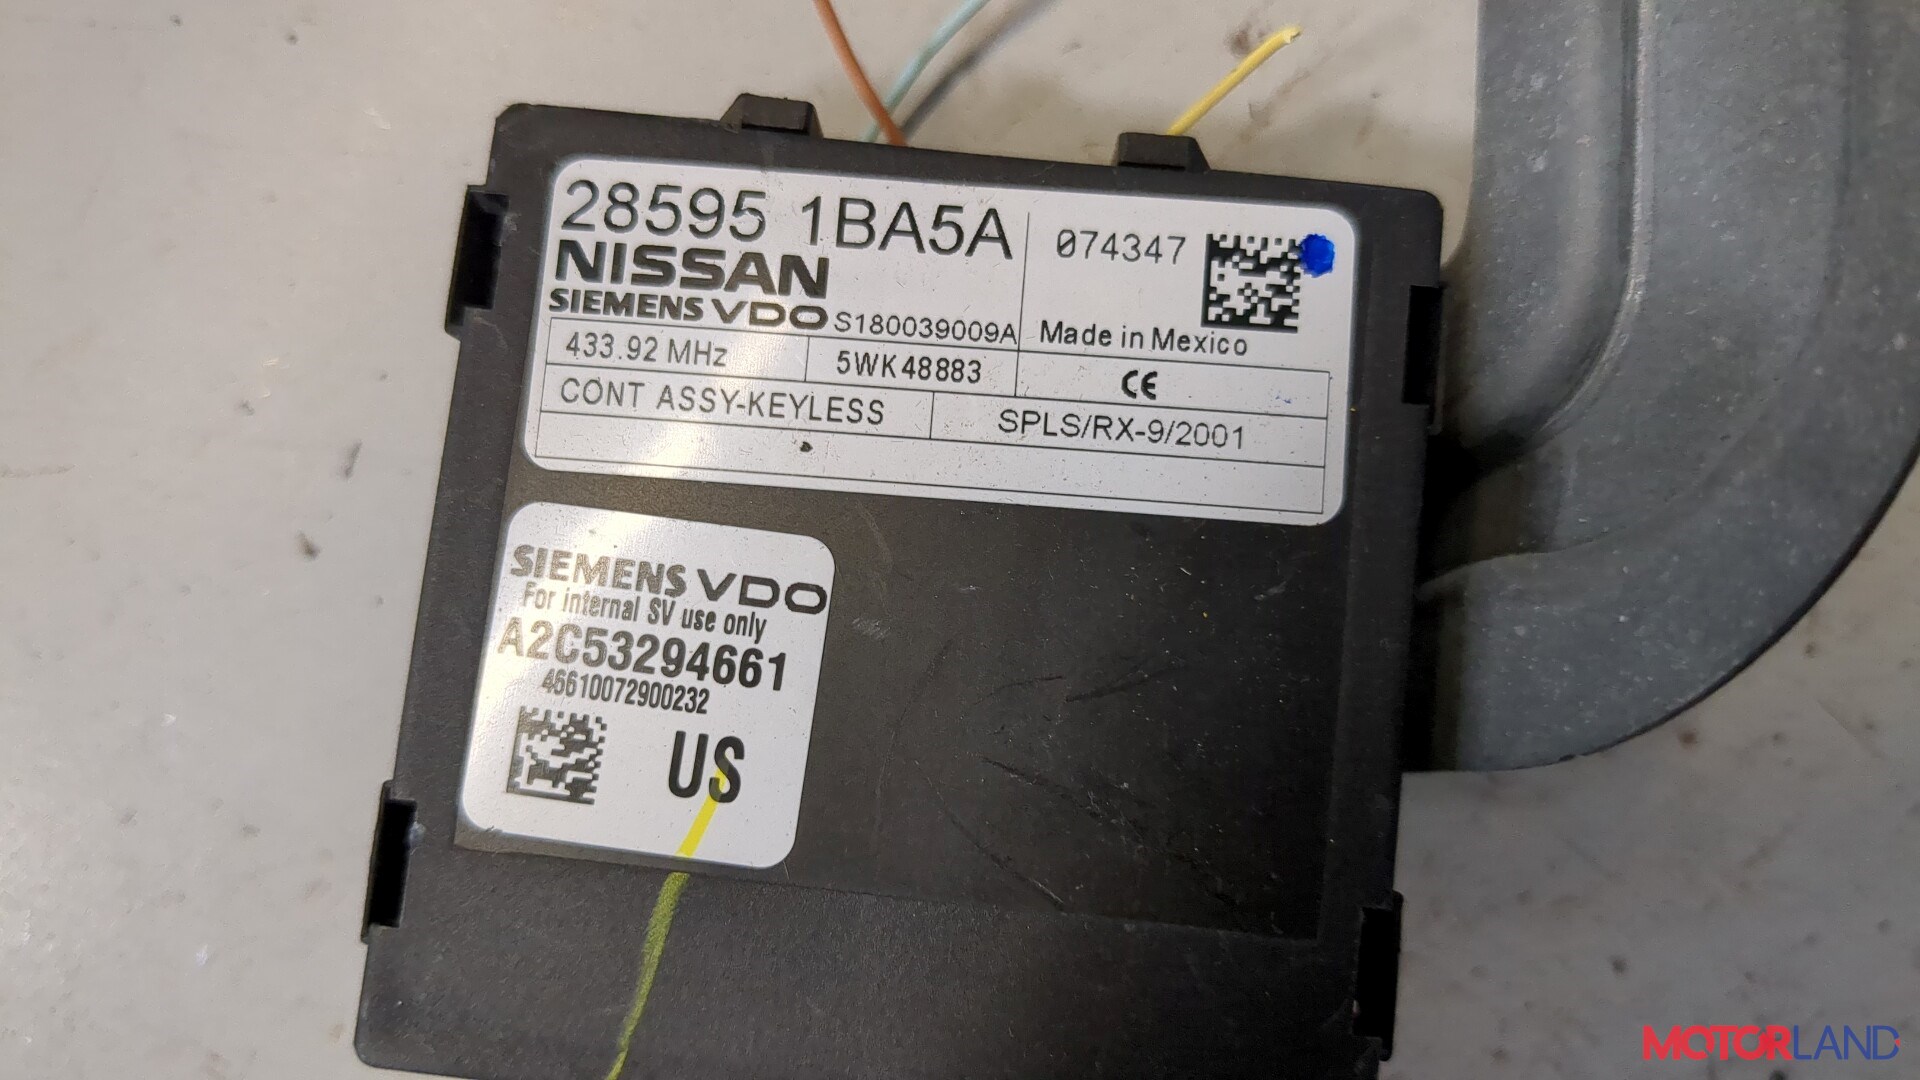 28595 1BA5A
NISSAN
SIEMENS VDO S180039009A
074347
Made in Mexico
433.92 MHz
5WK48883
CE
CONT ASSY-KEYLESS
SPLS/RX-9/2001
SIEMENS VDO
For internal SV use only
A2C53294661
46610072900232
US
MOTORLAND